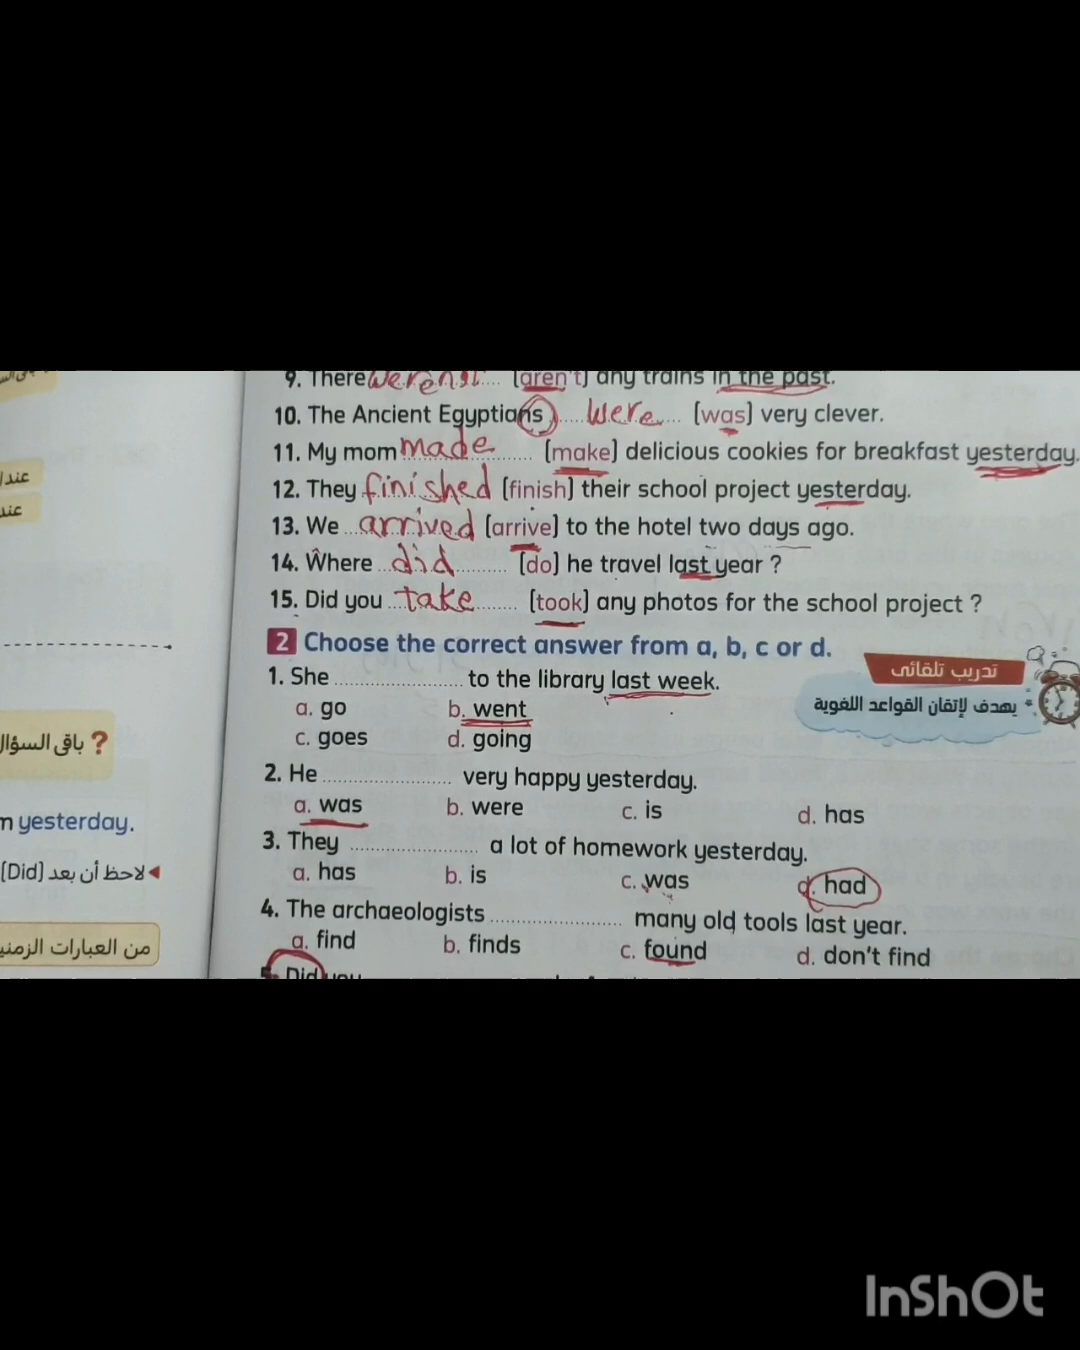 9. There weren't [aren't] any trains in the past.
10. The Ancient Egyptians were [was] very clever.
11. My mom made [make] delicious cookies for breakfast yesterday.
12. They finished [finish] their school project yesterday.
13. We arrived [arrive] to the hotel two days ago.
14. Where did [do] he travel last year ?
15. Did you take [took] any photos for the school project ?
2 Choose the correct answer from a, b, c or d.
تدريب تلقائى
يهدف لإتقان القواعد اللغوية
1. She ........ to the library last week.
a. go b. went
c. goes d. going
2. He ........ very happy yesterday.
a. was b. were c. is d. has
3. They ........ a lot of homework yesterday.
a. has b. is c. was d. had
4. The archaeologists ........ many old tools last year.
a. find b. finds c. found d. don't find
5. Did you
عند
? باقى السؤال
yesterday.
لاحظ أن بعد (Did)
من العبارات الزمنية
InShOt